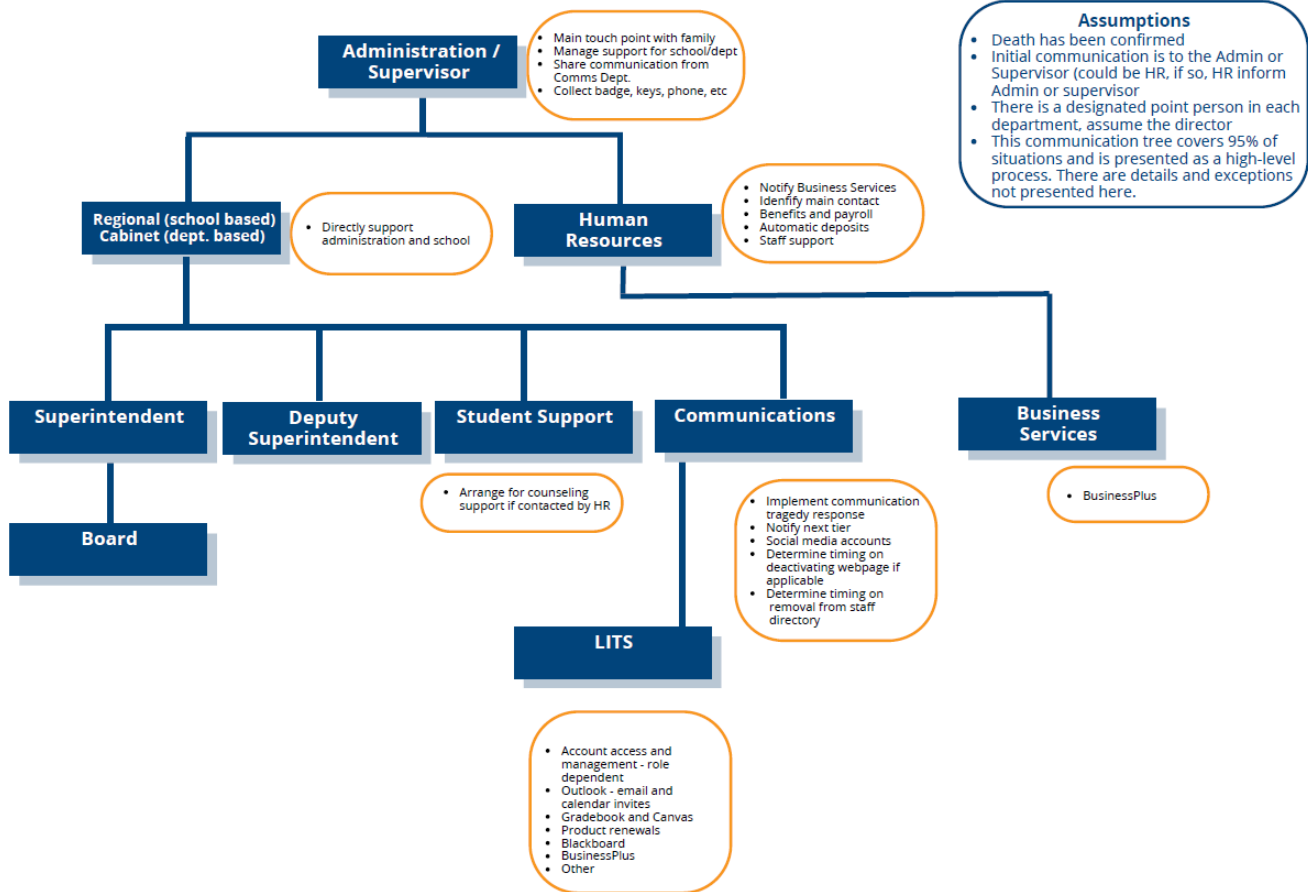 Administration /
Supervisor
• Main touch point with family
• Manage support for school/dept
• Share communication from
Comms Dept.
• Collect badge, keys, phone, etc
Assumptions
• Death has been confirmed
• Initial communication is to the Admin or
Supervisor (could be HR, if so, HR inform
Admin or supervisor
• There is a designated point person in each
department, assume the director
• This communication tree covers 95% of
situations and is presented as a high-level
process. There are details and exceptions
not presented here.
Regional (school based)
Cabinet (dept. based)
• Directly support
administration and school
Human
Resources
• Notify Business Services
• Idenfify main contact
• Benefits and payroll
• Automatic deposits
• Staff support
Superintendent
Deputy
Superintendent
Student Support
Communications
Business
Services
• Arrange for counseling
support if contacted by HR
• Implement communication
tragedy response
• Notify next tier
• Social media accounts
• Determine timing on
deactivating webpage if
applicable
• Determine timing on
removal from staff
directory
• BusinessPlus
Board
LITS
• Account access and
management - role
dependent
• Outlook - email and
calendar invites
• Gradebook and Canvas
• Product renewals
• Blackboard
• BusinessPlus
• Other